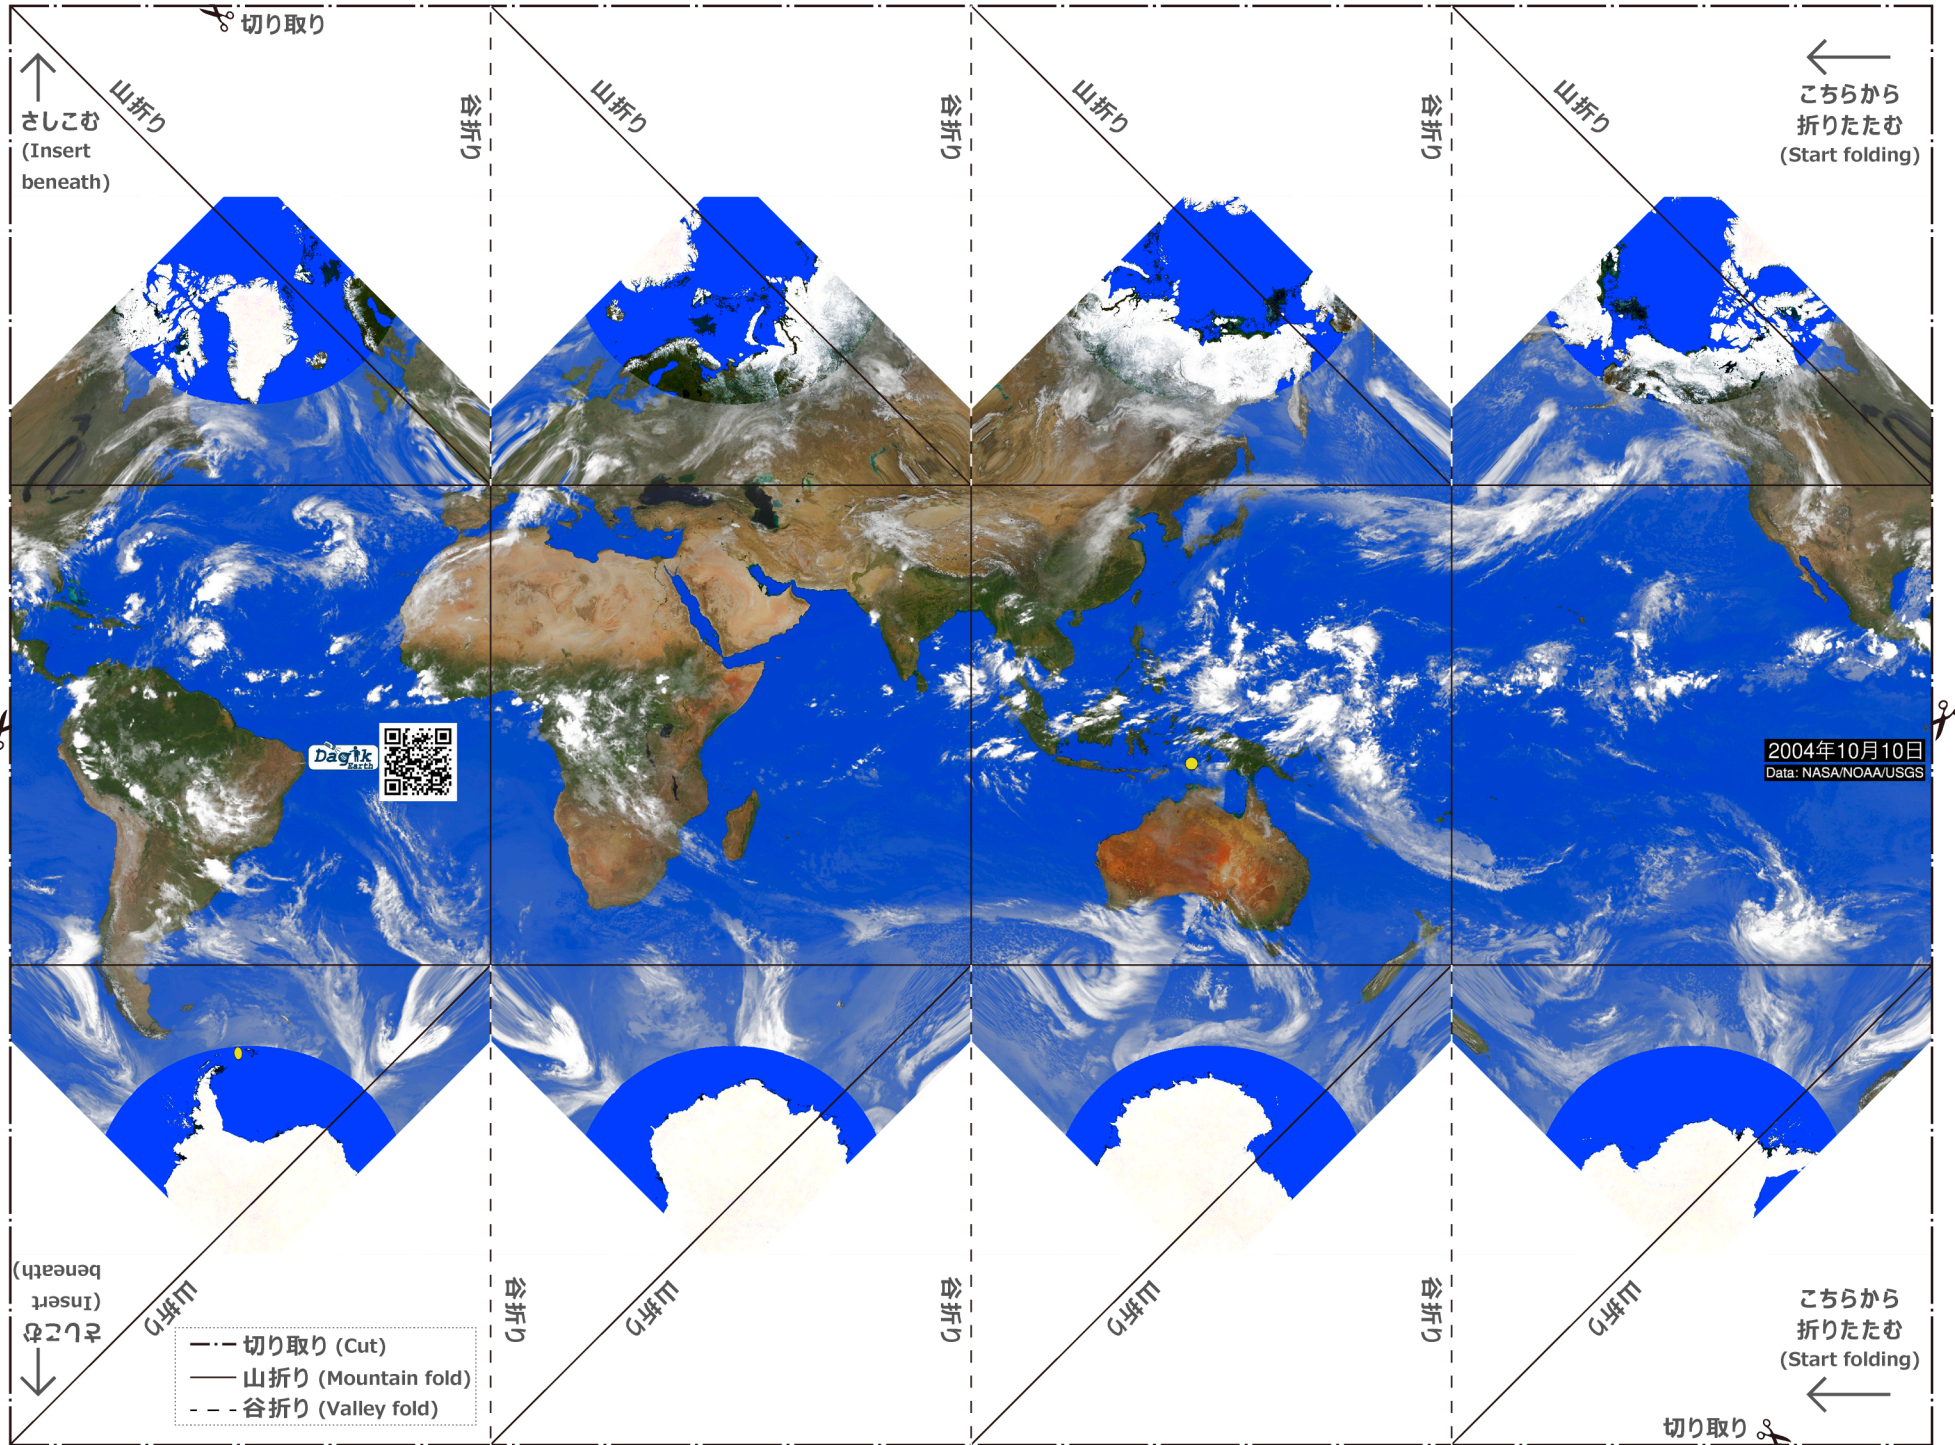 切り取り
さしこむ
(Insert
beneath)
山折り
谷折り
山折り
谷折り
山折り
谷折り
山折り
こちらから
折りたたむ
(Start folding)
Dagik
Earth
2004年10月10日
Data: NASA/NOAA/USGS
さしこむ
(Insert
beneath)
山折り
谷折り
山折り
谷折り
山折り
谷折り
山折り
こちらから
折りたたむ
(Start folding)
切り取り (Cut)
山折り (Mountain fold)
谷折り (Valley fold)
切り取り